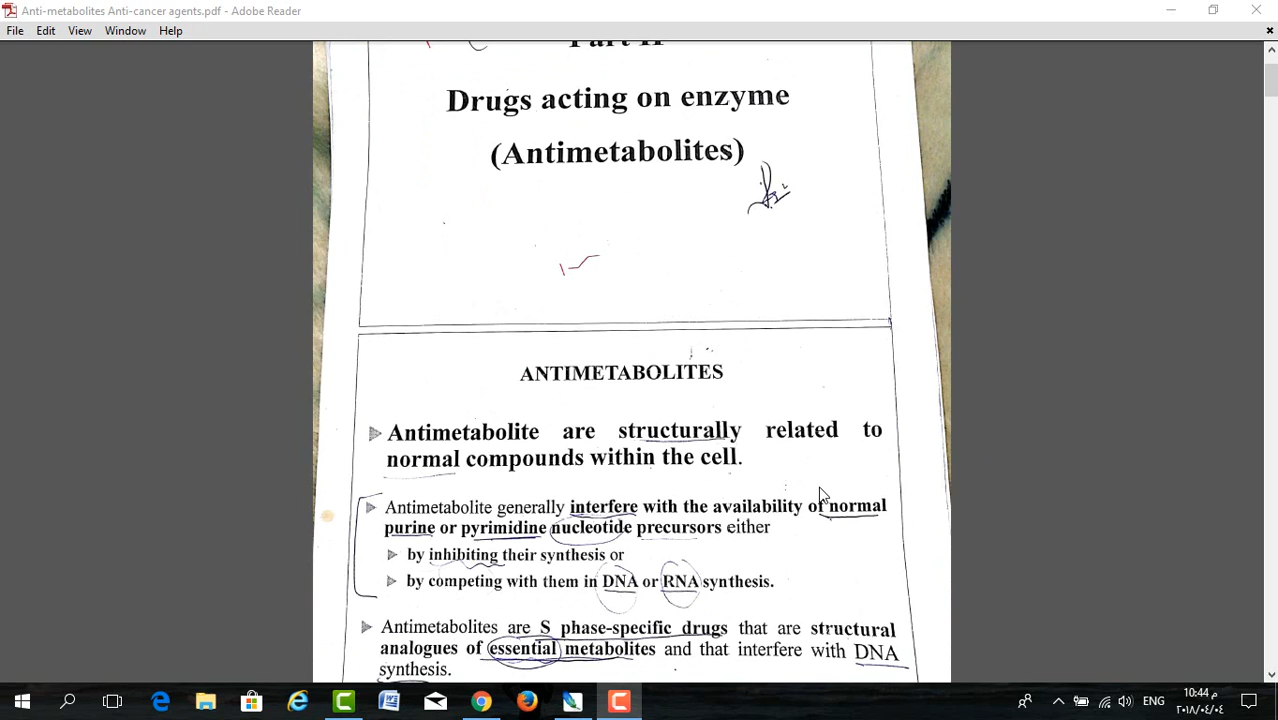 Anti-metabolites Anti-cancer agents.pdf - Adobe Reader
File Edit View Window Help
Part II
Drugs acting on enzyme
(Antimetabolites)
ANTIMETABOLITES
Antimetabolite are structurally related to
normal compounds within the cell.
Antimetabolite generally interfere with the availability of normal
purine or pyrimidine nucleotide precursors either
by inhibiting their synthesis or
by competing with them in DNA or RNA synthesis.
Antimetabolites are S phase-specific drugs that are structural
analogues of essential metabolites and that interfere with DNA
synthesis.
ENG
10:44 م
٢٠١٨/٠٤/٠٤